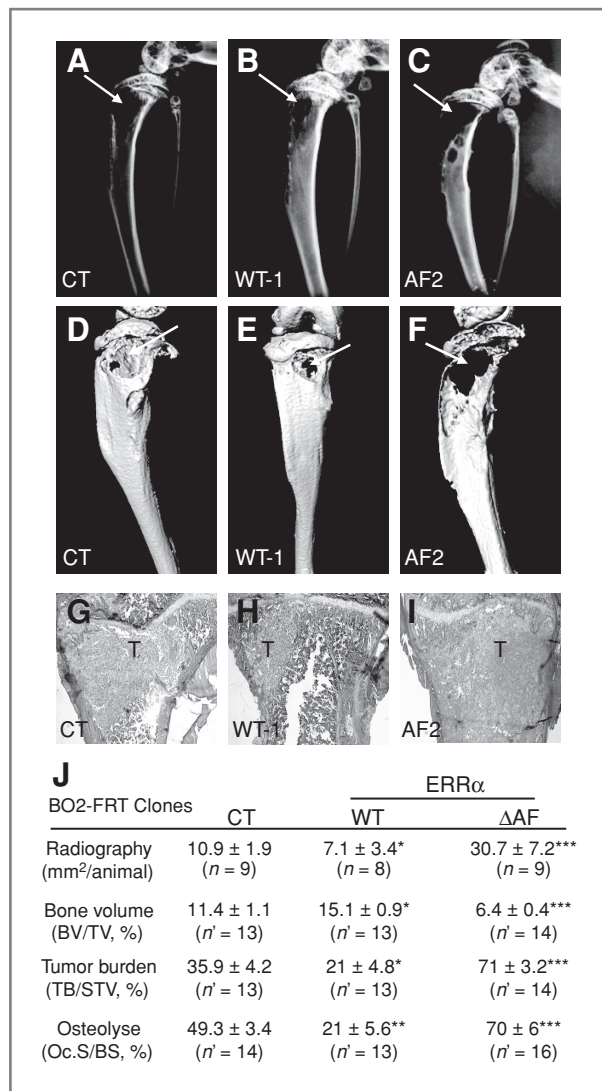 A
B
C
CT
WT-1
AF2
D
E
F
CT
WT-1
AF2
G
H
I
T
T
T
CT
WT-1
AF2
J
ERRα
BO2-FRT Clones CT WT ΔAF
Radiography 10.9 ± 1.9 7.1 ± 3.4* 30.7 ± 7.2***
(mm²/animal) (n = 9) (n = 8) (n = 9)
Bone volume 11.4 ± 1.1 15.1 ± 0.9* 6.4 ± 0.4***
(BV/TV, %) (n' = 13) (n' = 13) (n' = 14)
Tumor burden 35.9 ± 4.2 21 ± 4.8* 71 ± 3.2***
(TB/STV, %) (n' = 13) (n' = 13) (n' = 14)
Osteolyse 49.3 ± 3.4 21 ± 5.6** 70 ± 6***
(Oc.S/BS, %) (n' = 14) (n' = 13) (n' = 16)